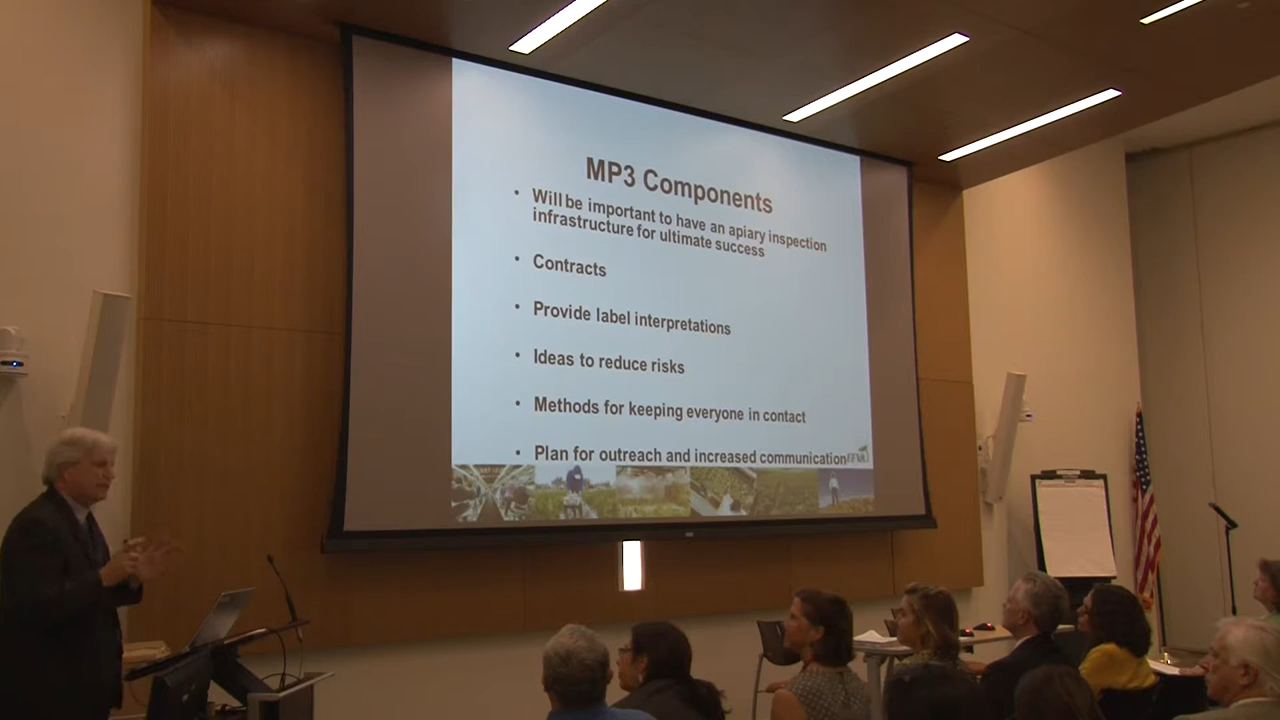 MP3 Components
• Will be important to have an apiary inspection
infrastructure for ultimate success
• Contracts
• Provide label interpretations
• Ideas to reduce risks
• Methods for keeping everyone in contact
• Plan for outreach and increased communication
FFVA